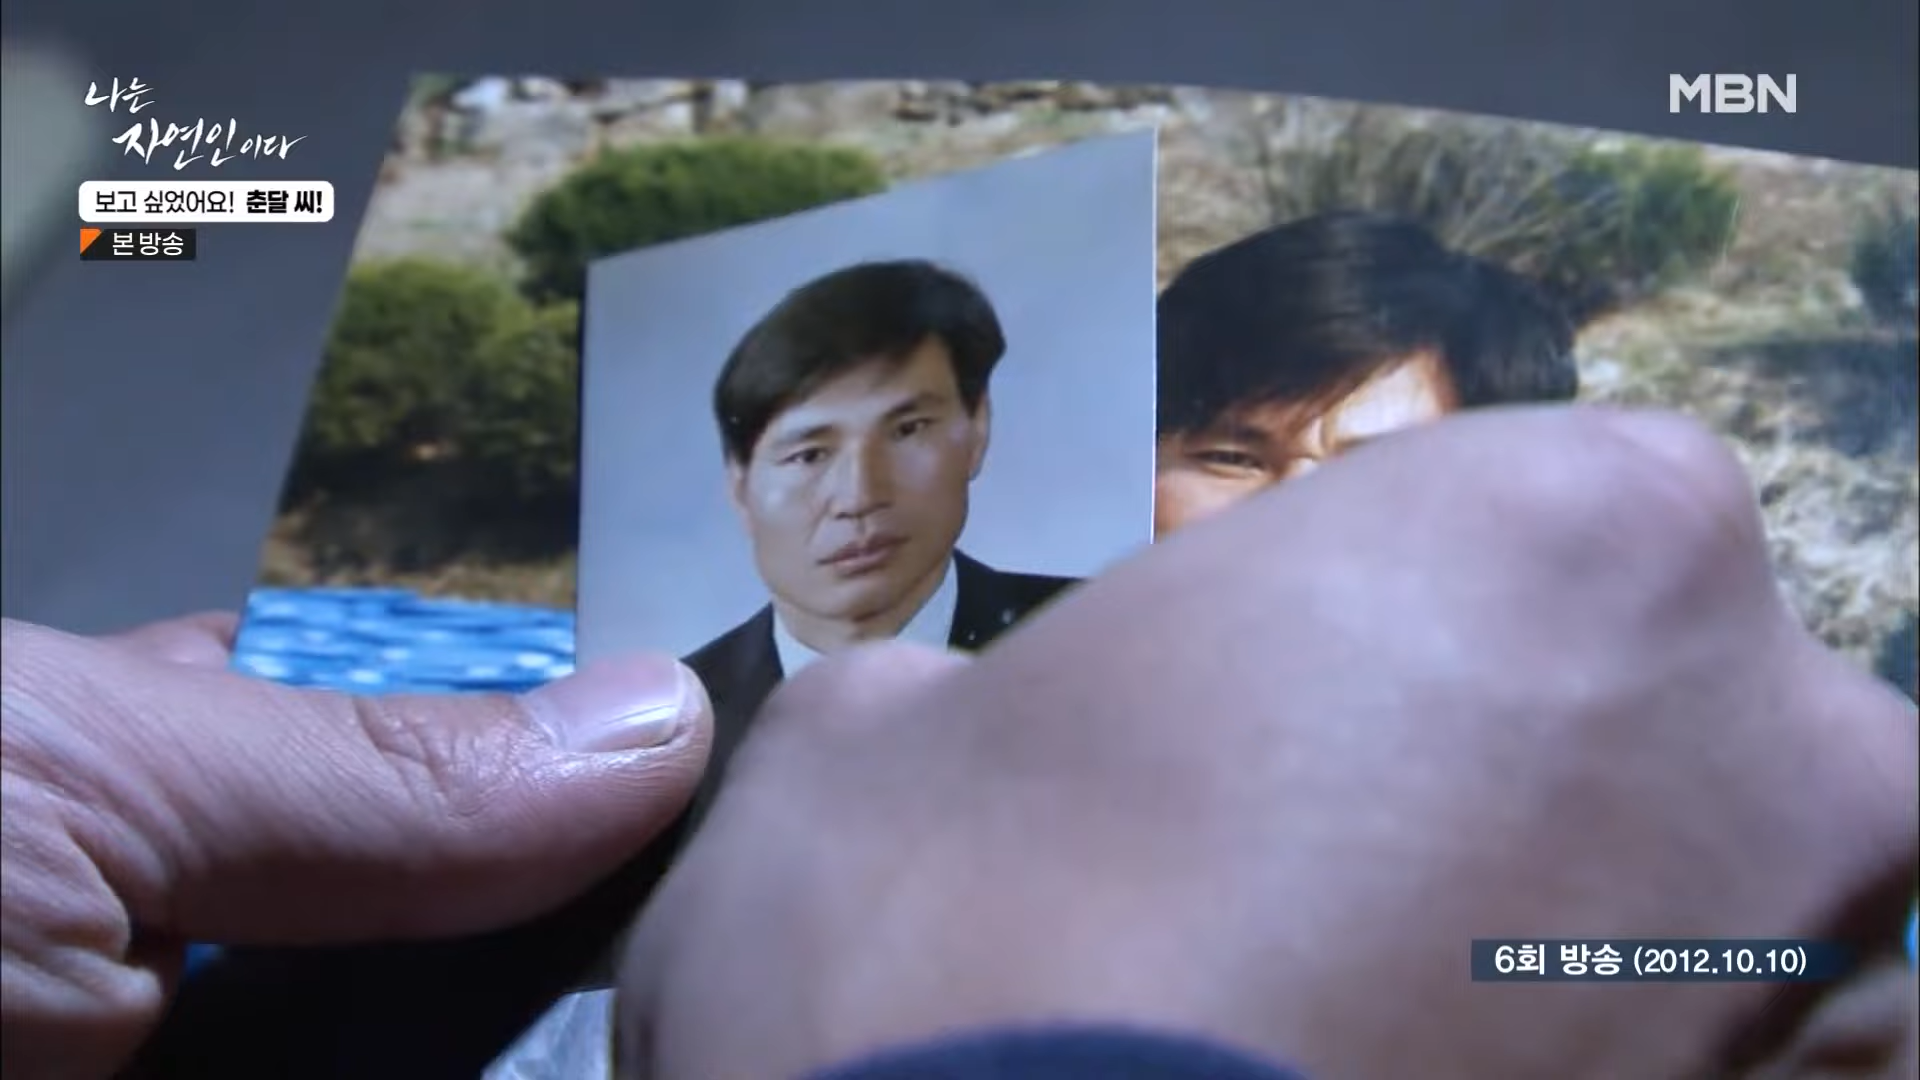 나는
자연인이다
보고 싶었어요! 춘달 씨!
본방송
MBN
6회 방송 (2012.10.10)